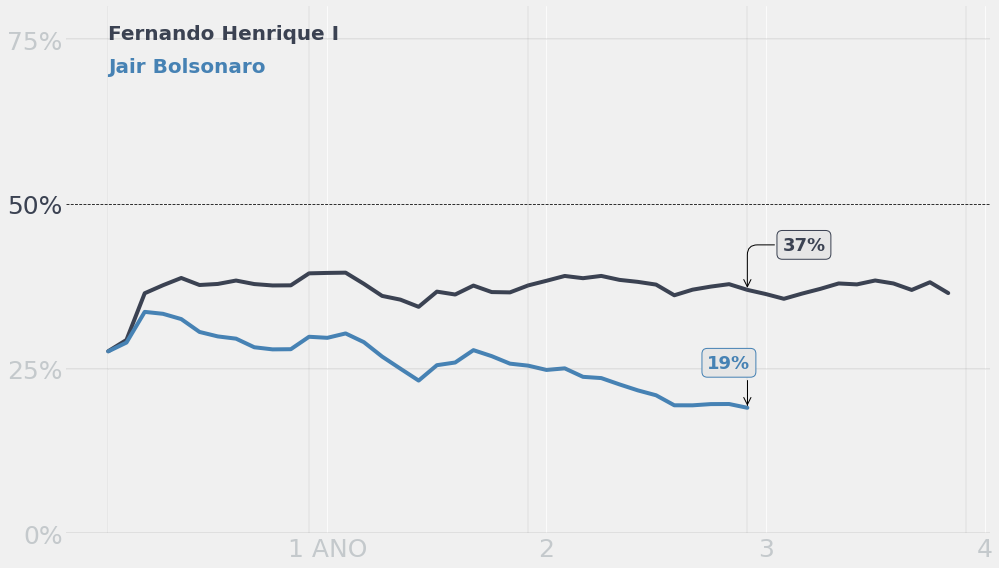 75%
Fernando Henrique I
Jair Bolsonaro
50%
37%
19%
25%
0%
1 ANO 2 3 4